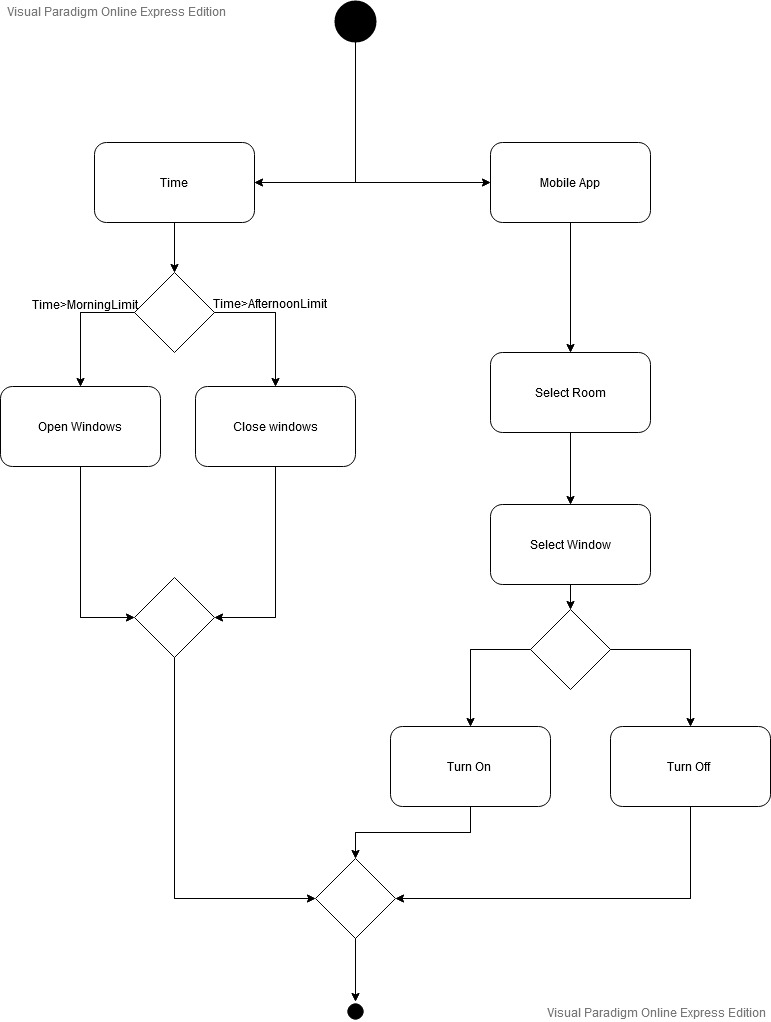 Visual Paradigm Online Express Edition
Time
Mobile App
Time>MorningLimit
Time>AfternoonLimit
Open Windows
Close windows
Select Room
Select Window
Turn On
Turn Off
Visual Paradigm Online Express Edition